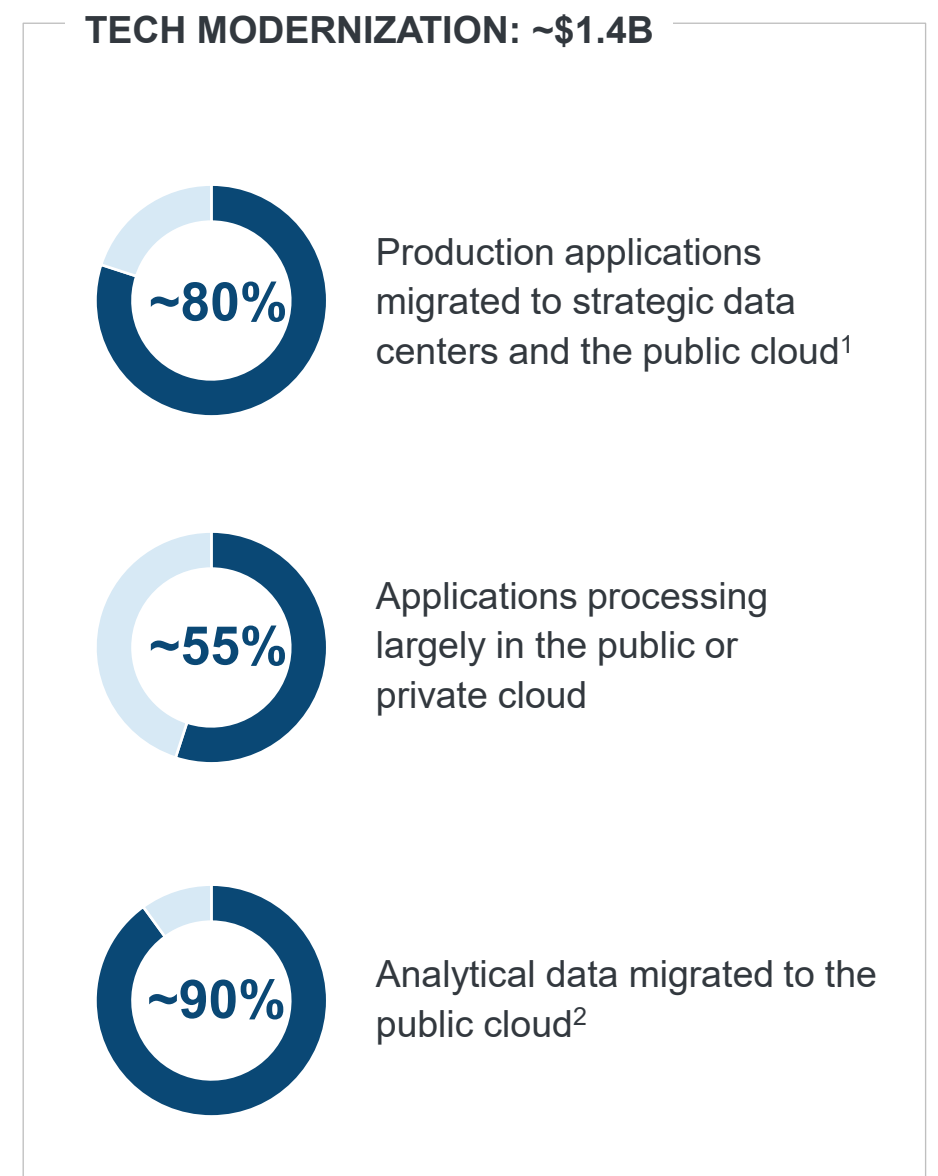 TECH MODERNIZATION: ~$1.4B
~80%
Production applications
migrated to strategic data
centers and the public cloud¹
~55%
Applications processing
largely in the public or
private cloud
~90%
Analytical data migrated to the
public cloud²